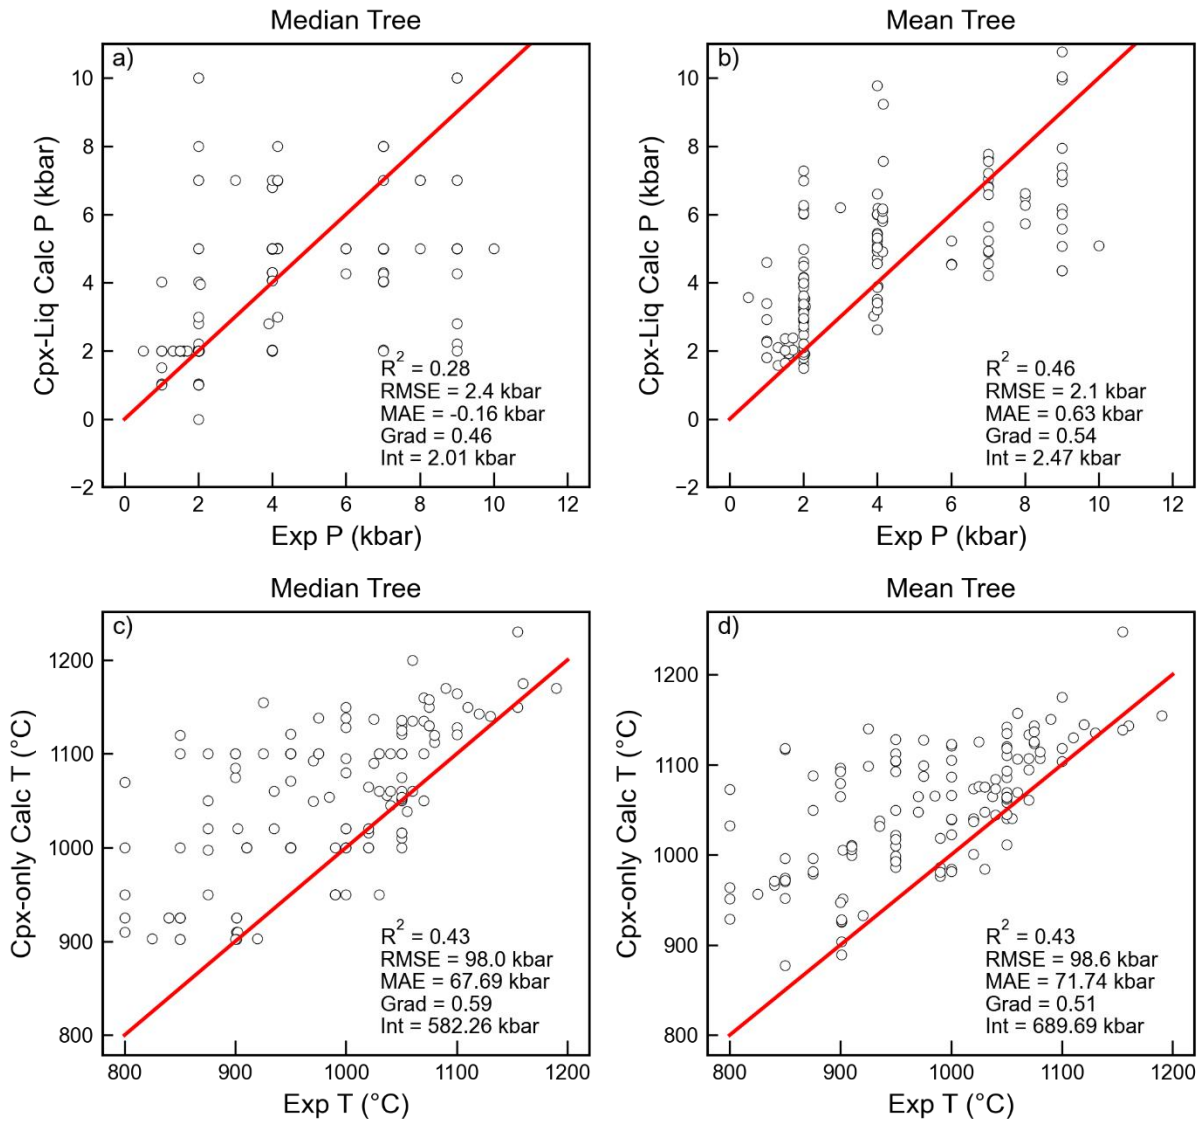 Median Tree
a)
Cpx-Liq Calc P (kbar)
10
8
6
4
2
0
−2
R2 = 0.28
RMSE = 2.4 kbar
MAE = -0.16 kbar
Grad = 0.46
Int = 2.01 kbar
0 2 4 6 8 10 12
Exp P (kbar)
Mean Tree
b)
Cpx-Liq Calc P (kbar)
10
8
6
4
2
0
−2
R2 = 0.46
RMSE = 2.1 kbar
MAE = 0.63 kbar
Grad = 0.54
Int = 2.47 kbar
0 2 4 6 8 10 12
Exp P (kbar)
Median Tree
c)
Cpx-only Calc T (°C)
1200
1100
1000
900
800
R2 = 0.43
RMSE = 98.0 kbar
MAE = 67.69 kbar
Grad = 0.59
Int = 582.26 kbar
800 900 1000 1100 1200
Exp T (°C)
Mean Tree
d)
Cpx-only Calc T (°C)
1200
1100
1000
900
800
R2 = 0.43
RMSE = 98.6 kbar
MAE = 71.74 kbar
Grad = 0.51
Int = 689.69 kbar
800 900 1000 1100 1200
Exp T (°C)